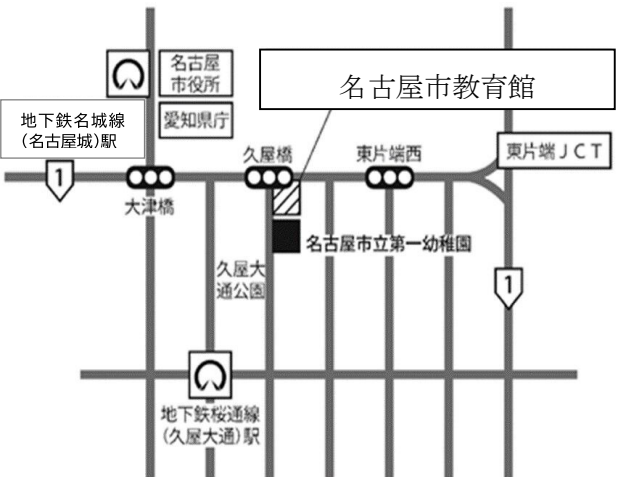 名古屋
市役所
名古屋市教育館
愛知県庁
地下鉄名城線
（名古屋城）駅
久屋橋
東片端西
東片端ＪＣＴ
1
大津橋
名古屋市立第一幼稚園
久屋大
通公園
1
地下鉄桜通線
（久屋大通）駅